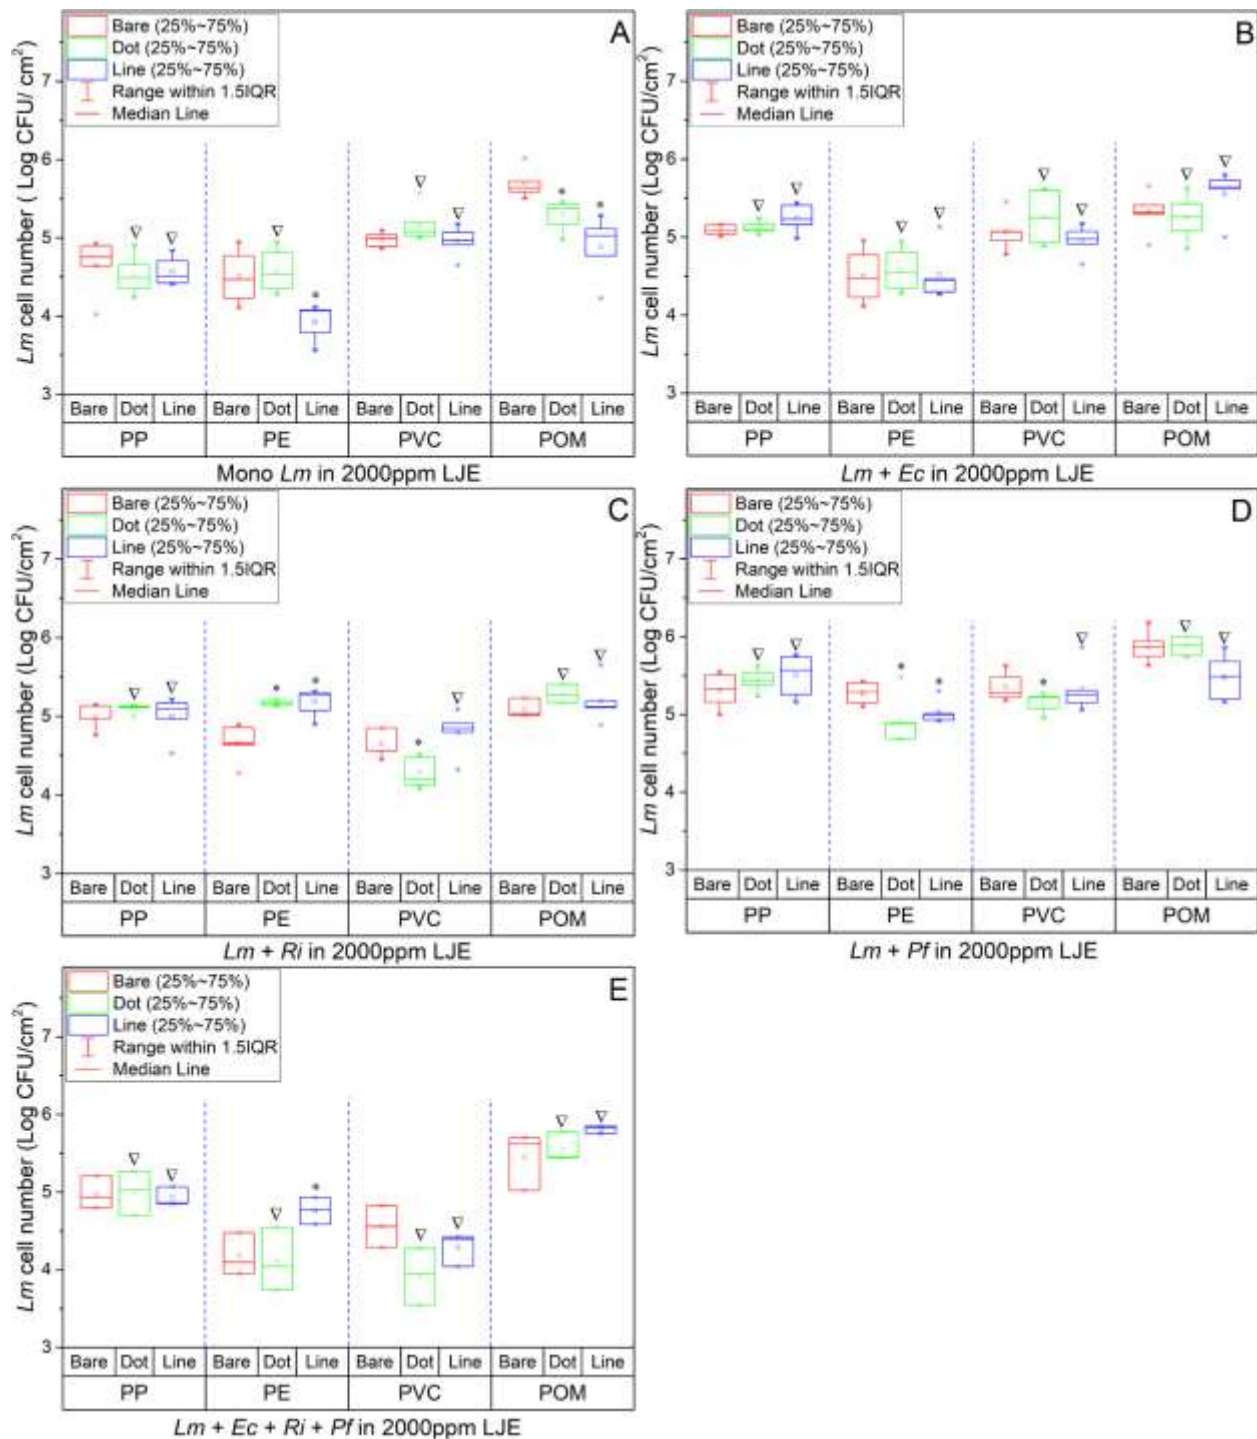 A
Bare (25%~75%)
Dot (25%~75%)
Line (25%~75%)
Range within 1.5IQR
Median Line
Lm cell number ( Log CFU/ cm²)
7
6
5
4
3
Bare Dot Line Bare Dot Line Bare Dot Line Bare Dot Line
PP PE PVC POM
Mono Lm in 2000ppm LJE
B
Bare (25%~75%)
Dot (25%~75%)
Line (25%~75%)
Range within 1.5IQR
Median Line
Lm cell number (Log CFU/cm²)
7
6
5
4
3
Bare Dot Line Bare Dot Line Bare Dot Line Bare Dot Line
PP PE PVC POM
Lm + Ec in 2000ppm LJE
C
Bare (25%~75%)
Dot (25%~75%)
Line (25%~75%)
Range within 1.5IQR
Median Line
Lm cell number (Log CFU/cm²)
7
6
5
4
3
Bare Dot Line Bare Dot Line Bare Dot Line Bare Dot Line
PP PE PVC POM
Lm + Ri in 2000ppm LJE
D
Bare (25%~75%)
Dot (25%~75%)
Line (25%~75%)
Range within 1.5IQR
Median Line
Lm cell number (Log CFU/cm²)
7
6
5
4
3
Bare Dot Line Bare Dot Line Bare Dot Line Bare Dot Line
PP PE PVC POM
Lm + Pf in 2000ppm LJE
E
Bare (25%~75%)
Dot (25%~75%)
Line (25%~75%)
Range within 1.5IQR
Median Line
Lm cell number (Log CFU/cm²)
7
6
5
4
3
Bare Dot Line Bare Dot Line Bare Dot Line Bare Dot Line
PP PE PVC POM
Lm + Ec + Ri + Pf in 2000ppm LJE